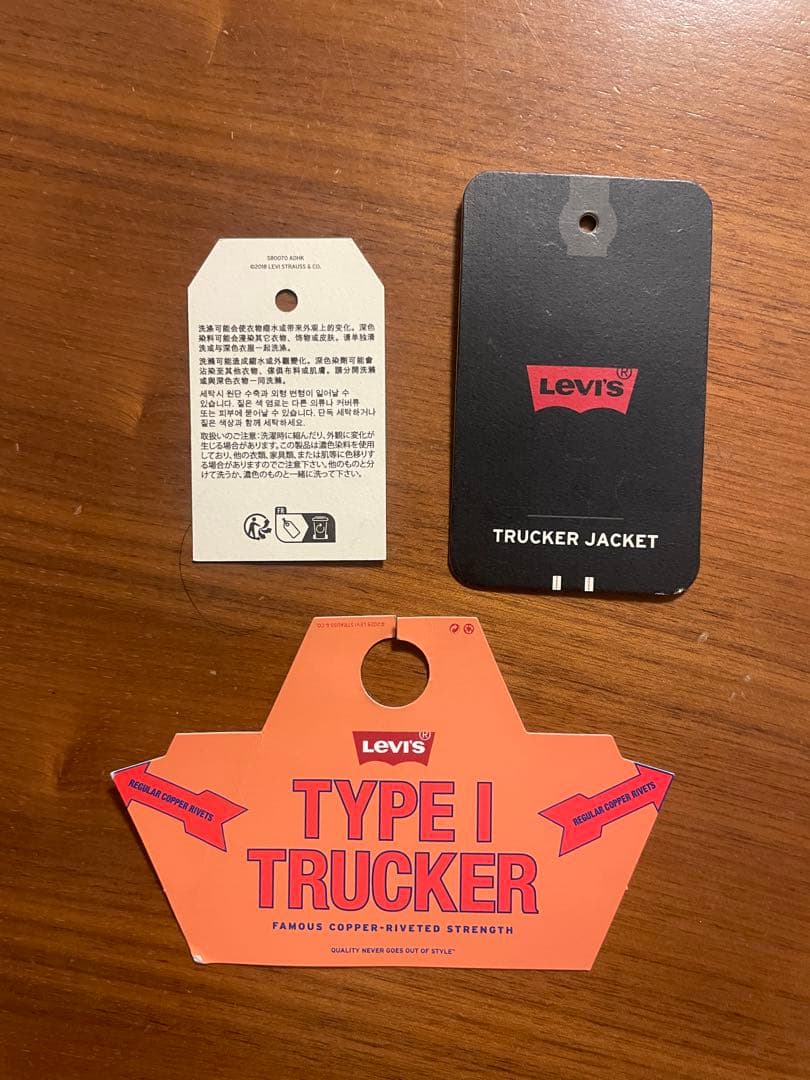 580070 ADHK
©2018 LEVI STRAUSS & CO.
洗涤可能会使衣物缩水或带来外观上的变化。深色
染料可能会浸染其它衣物、饰物或皮肤。请单独清
洗或与深色衣服一起洗涤。
洗滌可能造成縮水或外觀變化。深色染劑可能會
沾染至其他衣物、傢俱布料或肌膚。請分開洗滌
或與深色衣物一同洗滌。
세탁시 원단 수축과 외형 변형이 일어날 수
있습니다. 짙은 색 염료는 다른 의류나 커버류
또는 피부에 묻어날 수 있습니다. 단독 세탁하거나
짙은 색상과 함께 세탁하세요.
取扱いのご注意:洗濯時に縮んだり、外観に変化が
生じる場合があります。この製品は濃色染料を使用
しており、他の衣類、家具類、または肌等に色移りす
る場合がありますのでご注意下さい。他のものと分
けて洗うか、濃色のものと一緒に洗って下さい。
FR
LEVI'S®
TRUCKER JACKET
©2025 LEVI STRAUSS & CO.
LEVI'S®
REGULAR COPPER RIVETS
REGULAR COPPER RIVETS
TYPE I
TRUCKER
FAMOUS COPPER-RIVETED STRENGTH
QUALITY NEVER GOES OUT OF STYLE™